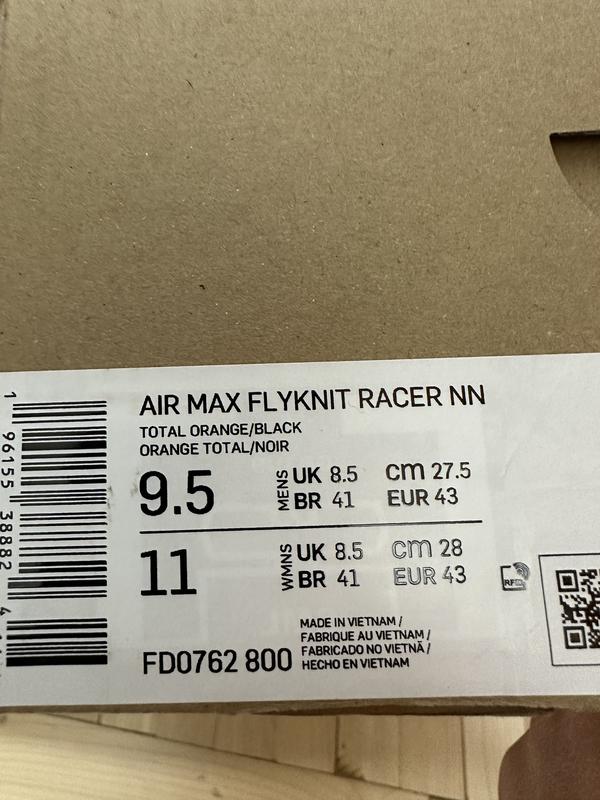 AIR MAX FLYKNIT RACER NN
TOTAL ORANGE/BLACK
ORANGE TOTAL/NOIR
9.5 MENS UK 8.5 cm 27.5
BR 41 EUR 43
11 WMNS UK 8.5 cm 28
BR 41 EUR 43
RFID
FD0762 800
MADE IN VIETNAM /
FABRIQUE AU VIETNAM /
FABRICADO NO VIETNÃ /
HECHO EN VIETNAM
1 96155 38882 4